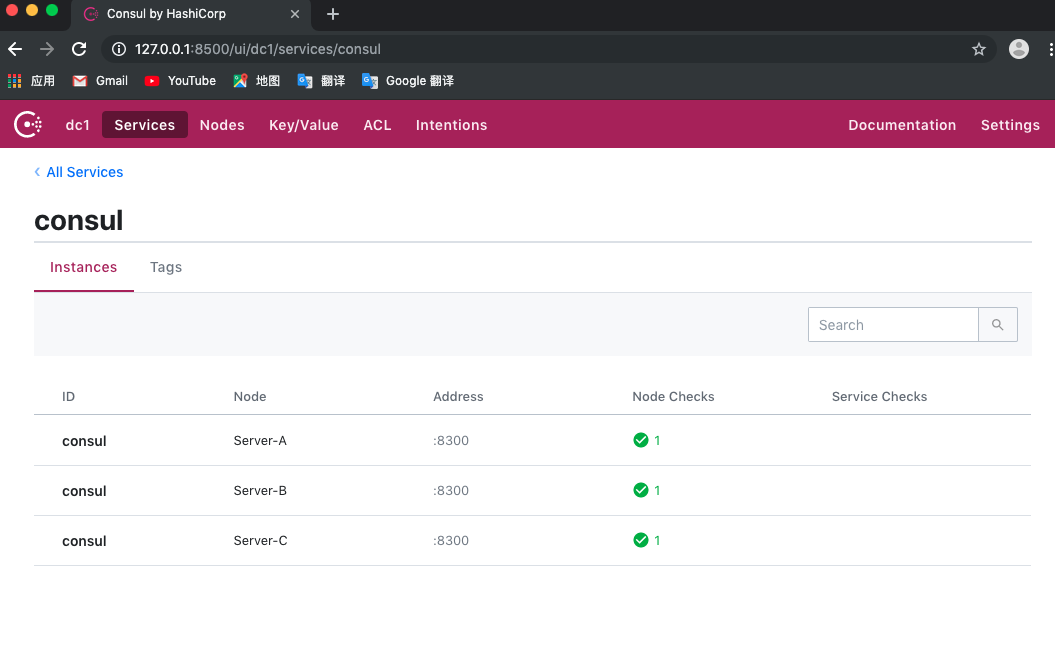 Consul by HashiCorp
127.0.0.1:8500/ui/dc1/services/consul
应用 Gmail YouTube 地图 翻译 Google 翻译
dc1 Services Nodes Key/Value ACL Intentions Documentation Settings
All Services
consul
Instances Tags
Search
ID Node Address Node Checks Service Checks
consul Server-A :8300 1
consul Server-B :8300 1
consul Server-C :8300 1